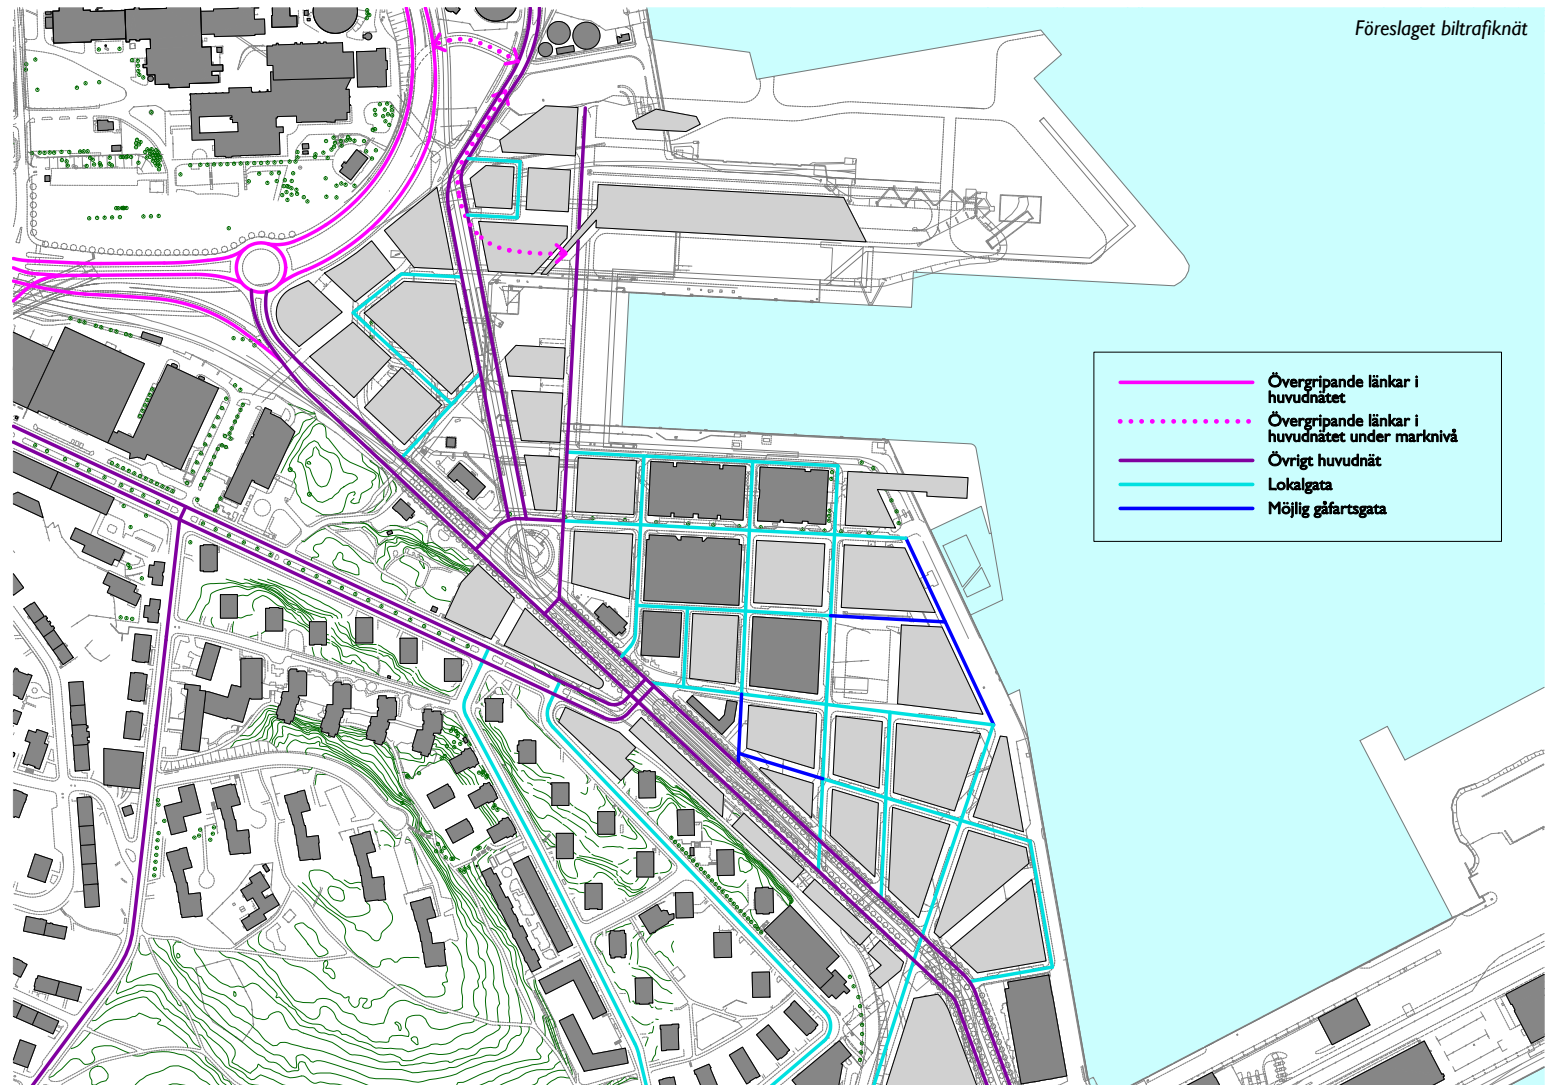 Föreslaget biltrafiknät
Övergripande länkar i
huvudnätet
Övergripande länkar i
huvudnätet under marknivå
Övrigt huvudnät
Lokalgata
Möjlig gåfartsgata